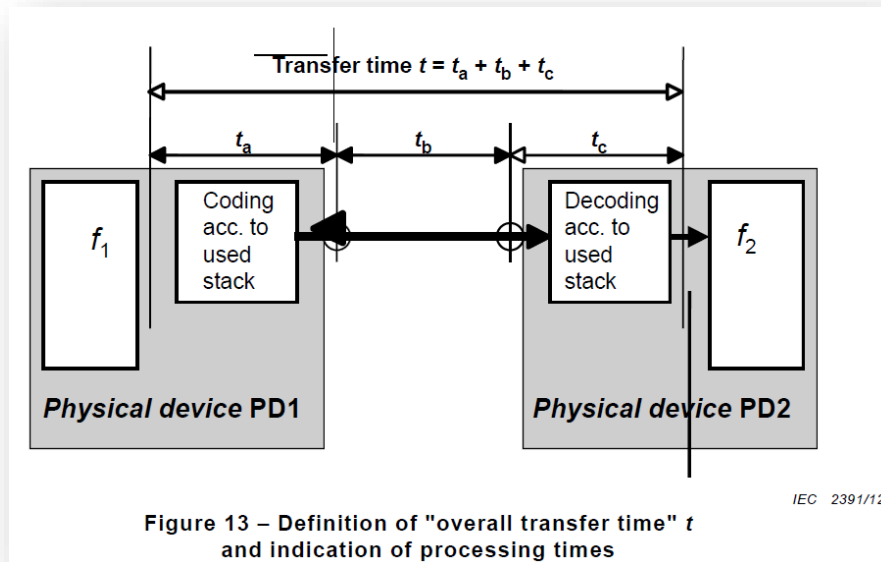 Transfer time t = ta + tb + tc
ta
tb
tc
f1
Coding
acc. to
used
stack
Decoding
acc. to
used
stack
f2
Physical device PD1
Physical device PD2
IEC 2391/12
Figure 13 – Definition of "overall transfer time" t
and indication of processing times